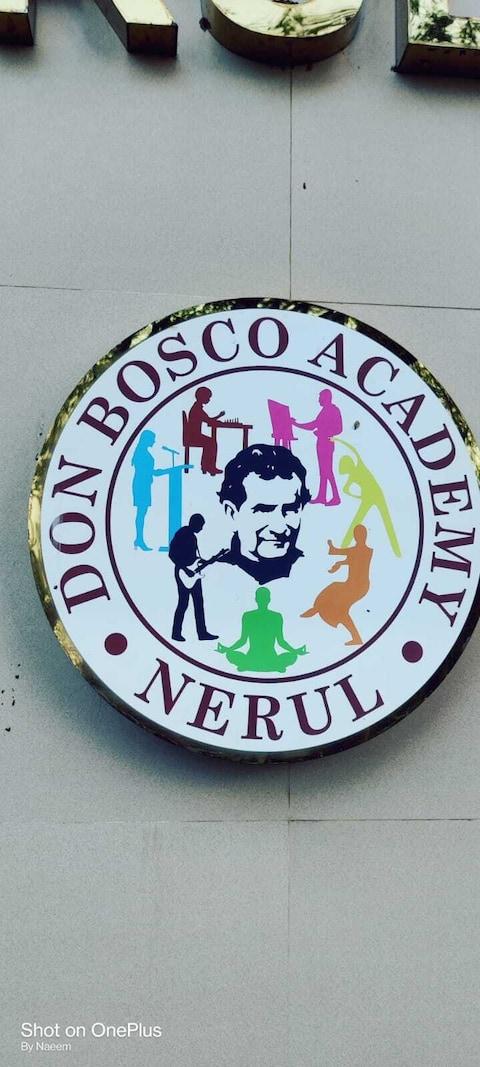 DON BOSCO ACADEMY
NERUL
Shot on OnePlus
By Naeem